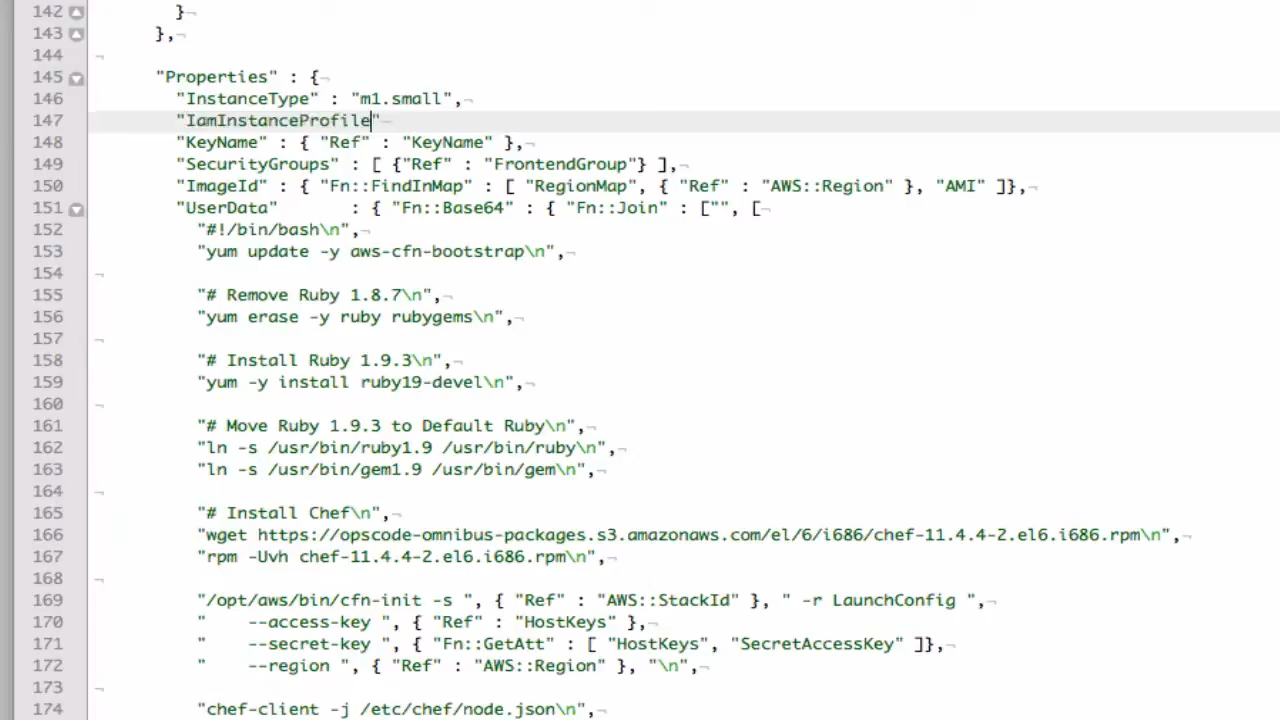 142 }
143 },
144
145 "Properties" : {
146 "InstanceType" : "m1.small",
147 "IamInstanceProfile"
148 "KeyName" : { "Ref" : "KeyName" },
149 "SecurityGroups" : [ {"Ref" : "FrontendGroup"} ],
150 "ImageId" : { "Fn::FindInMap" : [ "RegionMap", { "Ref" : "AWS::Region" }, "AMI" ]},
151 "UserData" : { "Fn::Base64" : { "Fn::Join" : ["", [
152 "#!/bin/bash\n",
153 "yum update -y aws-cfn-bootstrap\n",
154
155 "# Remove Ruby 1.8.7\n",
156 "yum erase -y ruby rubygems\n",
157
158 "# Install Ruby 1.9.3\n",
159 "yum -y install ruby19-devel\n",
160
161 "# Move Ruby 1.9.3 to Default Ruby\n",
162 "ln -s /usr/bin/ruby1.9 /usr/bin/ruby\n",
163 "ln -s /usr/bin/gem1.9 /usr/bin/gem\n",
164
165 "# Install Chef\n",
166 "wget https://opscode-omnibus-packages.s3.amazonaws.com/el/6/i686/chef-11.4.4-2.el6.i686.rpm\n",
167 "rpm -Uvh chef-11.4.4-2.el6.i686.rpm\n",
168
169 "/opt/aws/bin/cfn-init -s ", { "Ref" : "AWS::StackId" }, " -r LaunchConfig ",
170 " --access-key ", { "Ref" : "HostKeys" },
171 " --secret-key ", { "Fn::GetAtt" : [ "HostKeys", "SecretAccessKey" ]},
172 " --region ", { "Ref" : "AWS::Region" }, "\n",
173
174 "chef-client -j /etc/chef/node.json\n",